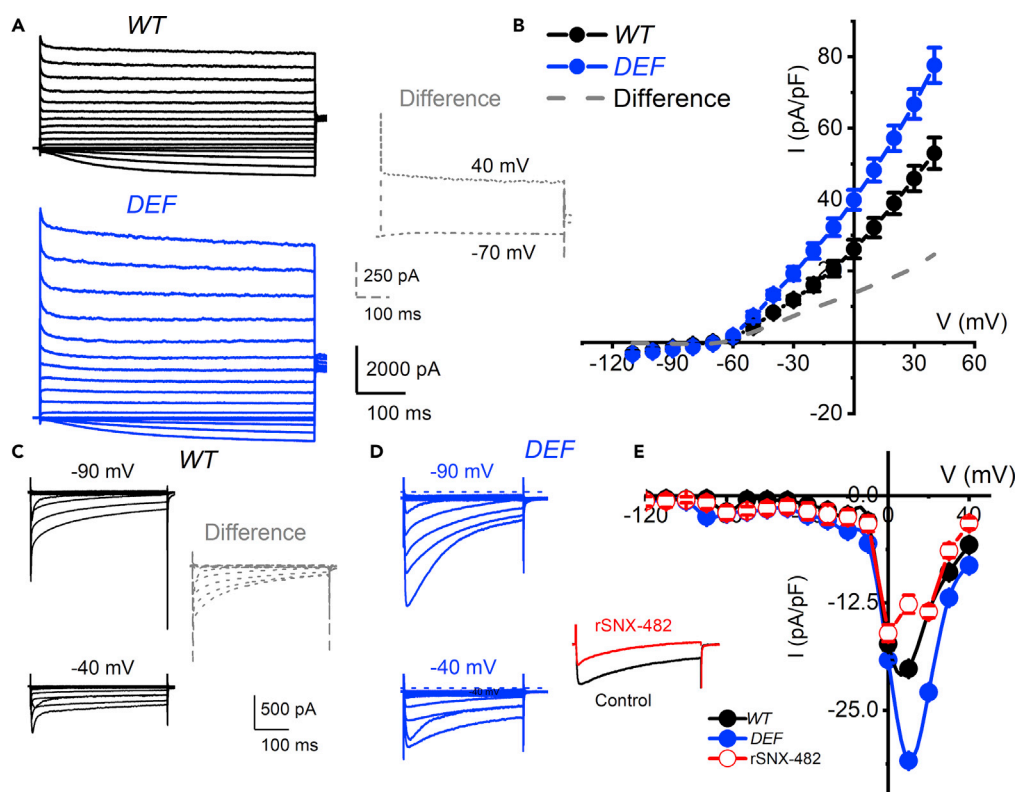 A
WT
Difference
40 mV
-70 mV
250 pA
100 ms
DEF
2000 pA
100 ms
B
WT
DEF
Difference
I (pA/pF)
80
60
40
V (mV)
-120 -90 -60 -30 30 60
-20
C
-90 mV WT
Difference
-40 mV
500 pA
100 ms
D
DEF
-90 mV
-40 mV
rSNX-482
Control
E
V (mV)
0.0
-120 0 40
I (pA/pF)
-12.5
-25.0
WT
DEF
rSNX-482